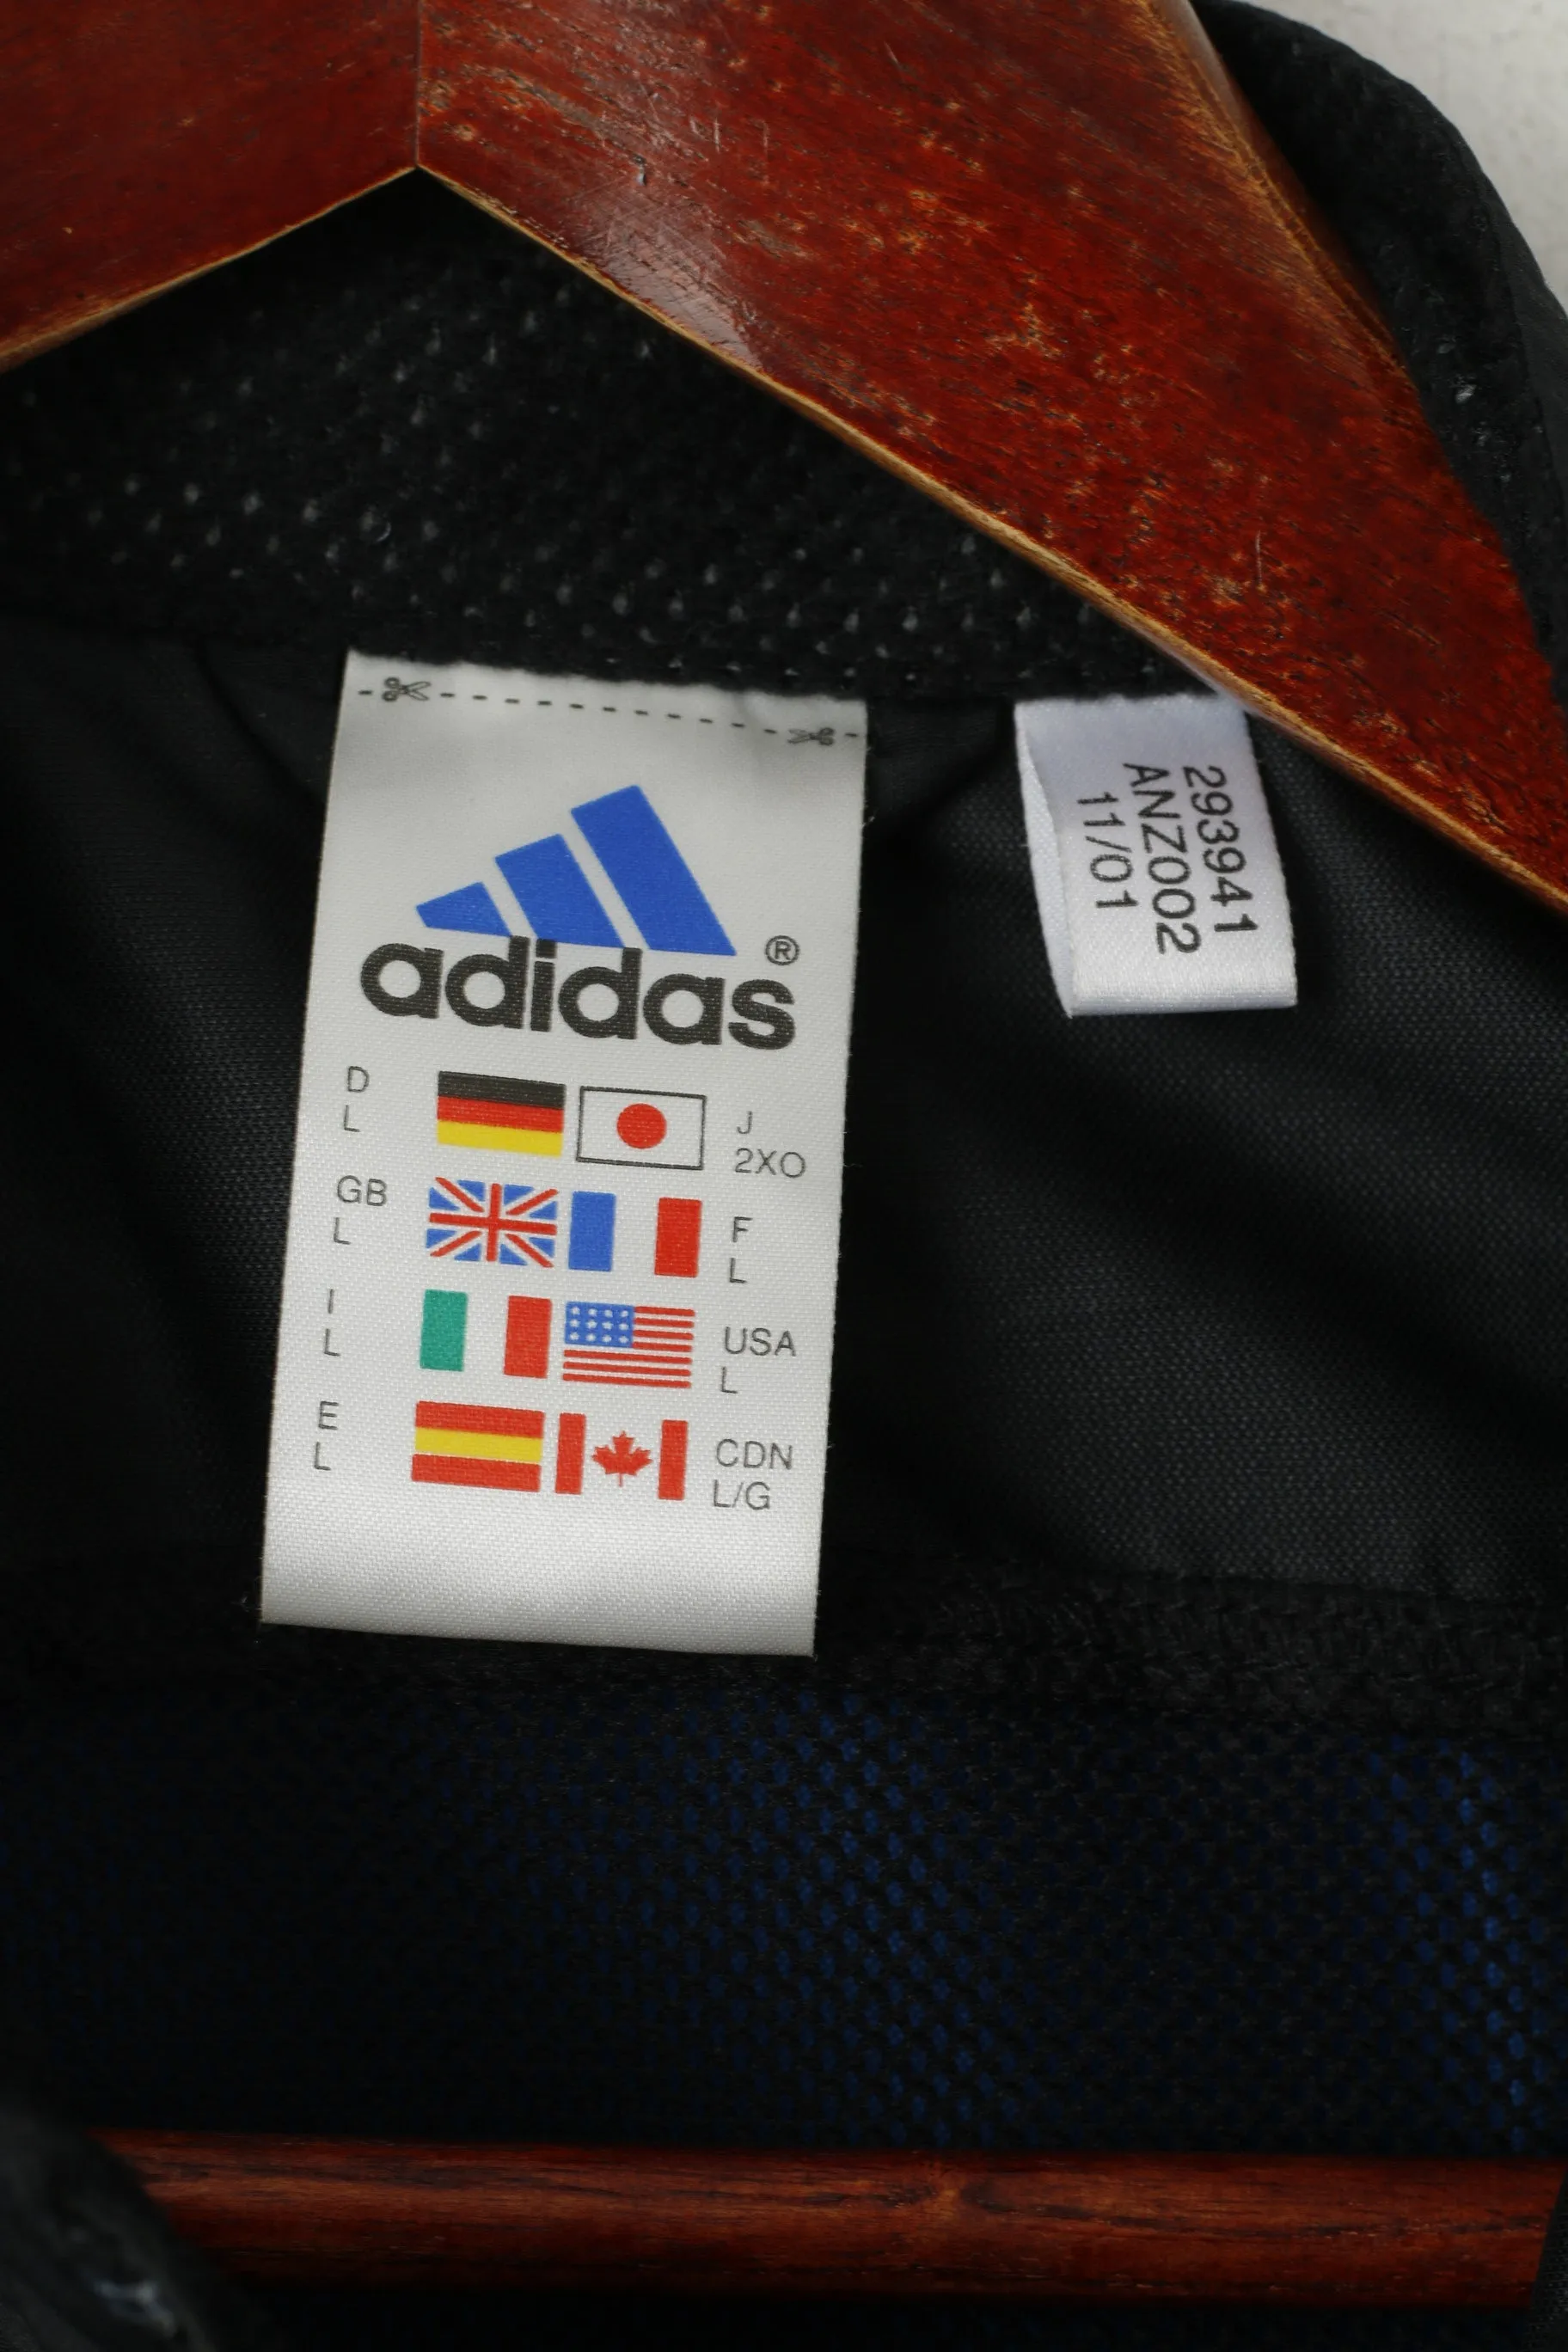 adidas®
D
L
J
2XO
GB
L
F
L
I
L
USA
L
E
L
CDN
L/G
293941
ANZ002
11/01